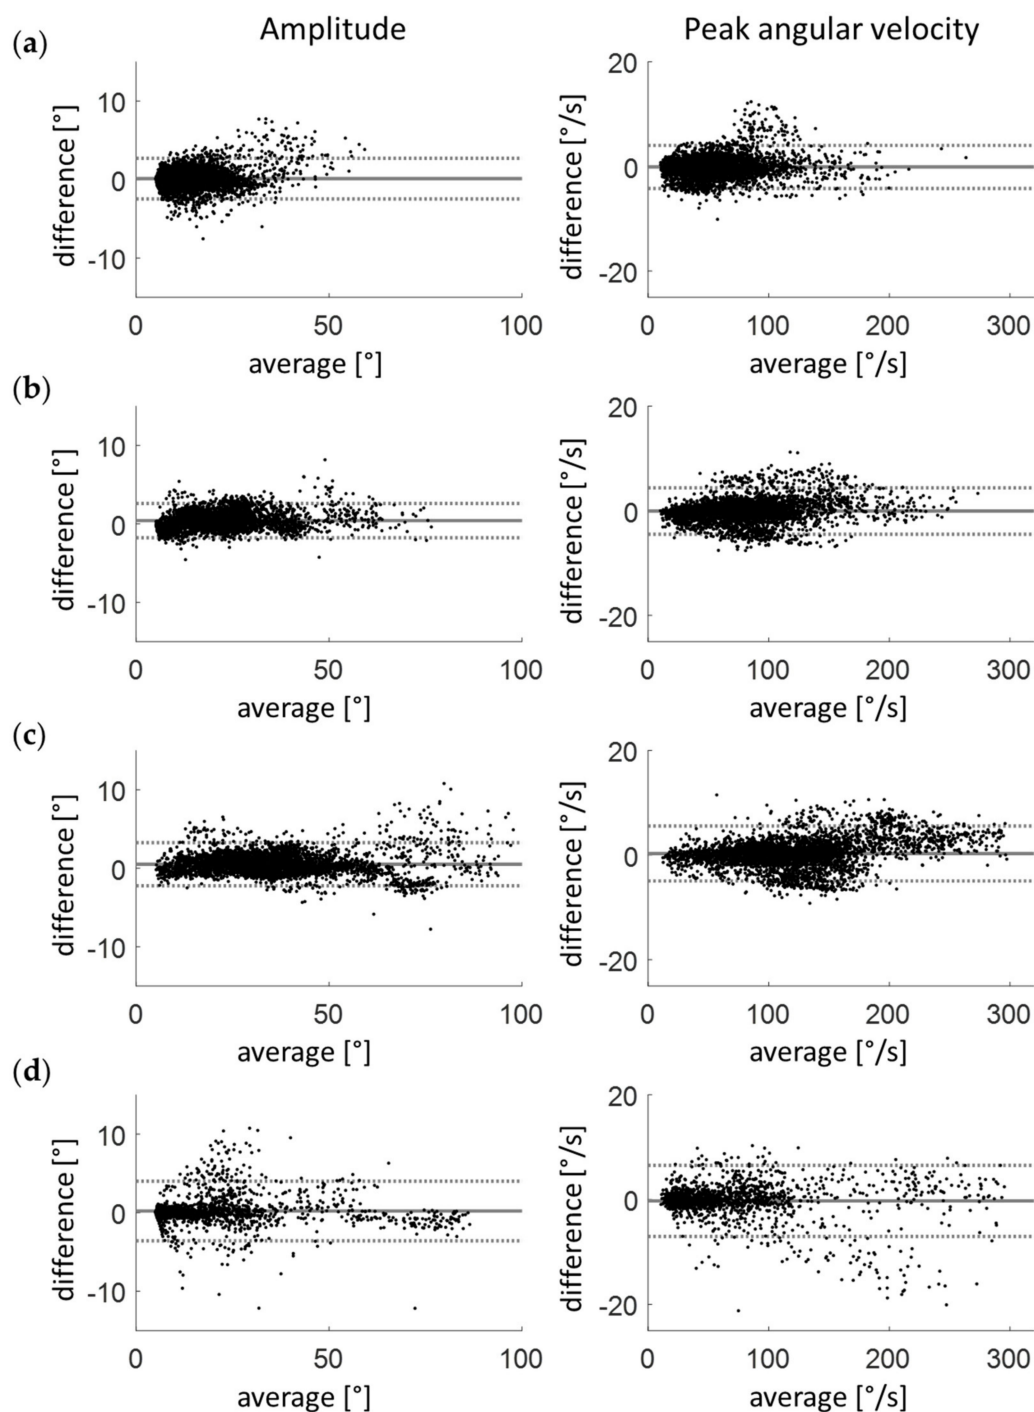 Amplitude Peak angular velocity
(a)
difference [°]
10
0
-10
0 50 100
average [°]
difference [°/s]
20
0
-20
0 100 200 300
average [°/s]
(b)
difference [°]
10
0
-10
0 50 100
average [°]
difference [°/s]
20
0
-20
0 100 200 300
average [°/s]
(c)
difference [°]
10
0
-10
0 50 100
average [°]
difference [°/s]
20
0
-20
0 100 200 300
average [°/s]
(d)
difference [°]
10
0
-10
0 50 100
average [°]
difference [°/s]
20
0
-20
0 100 200 300
average [°/s]